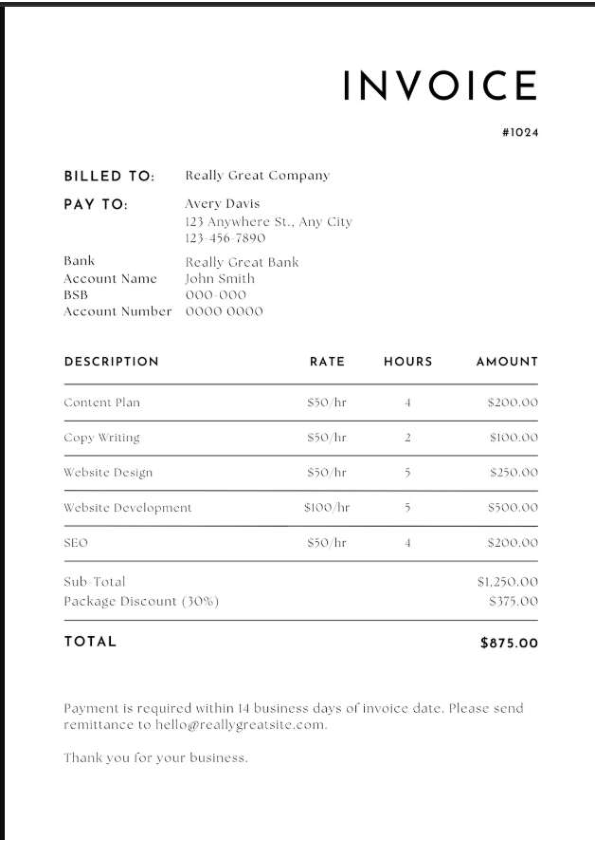 INVOICE
#1024
BILLED TO: Really Great Company
PAY TO: Avery Davis
123 Anywhere St., Any City
123-456-7890
Bank Really Great Bank
Account Name John Smith
BSB 000-000
Account Number 0000 0000
DESCRIPTION RATE HOURS AMOUNT
Content Plan $50/hr 4 $200.00
Copy Writing $50/hr 2 $100.00
Website Design $50/hr 5 $250.00
Website Development $100/hr 5 $500.00
SEO $50/hr 4 $200.00
Sub-Total $1,250.00
Package Discount (30%) $375.00
TOTAL $875.00
Payment is required within 14 business days of invoice date. Please send
remittance to hello@reallygreatsite.com.
Thank you for your business.